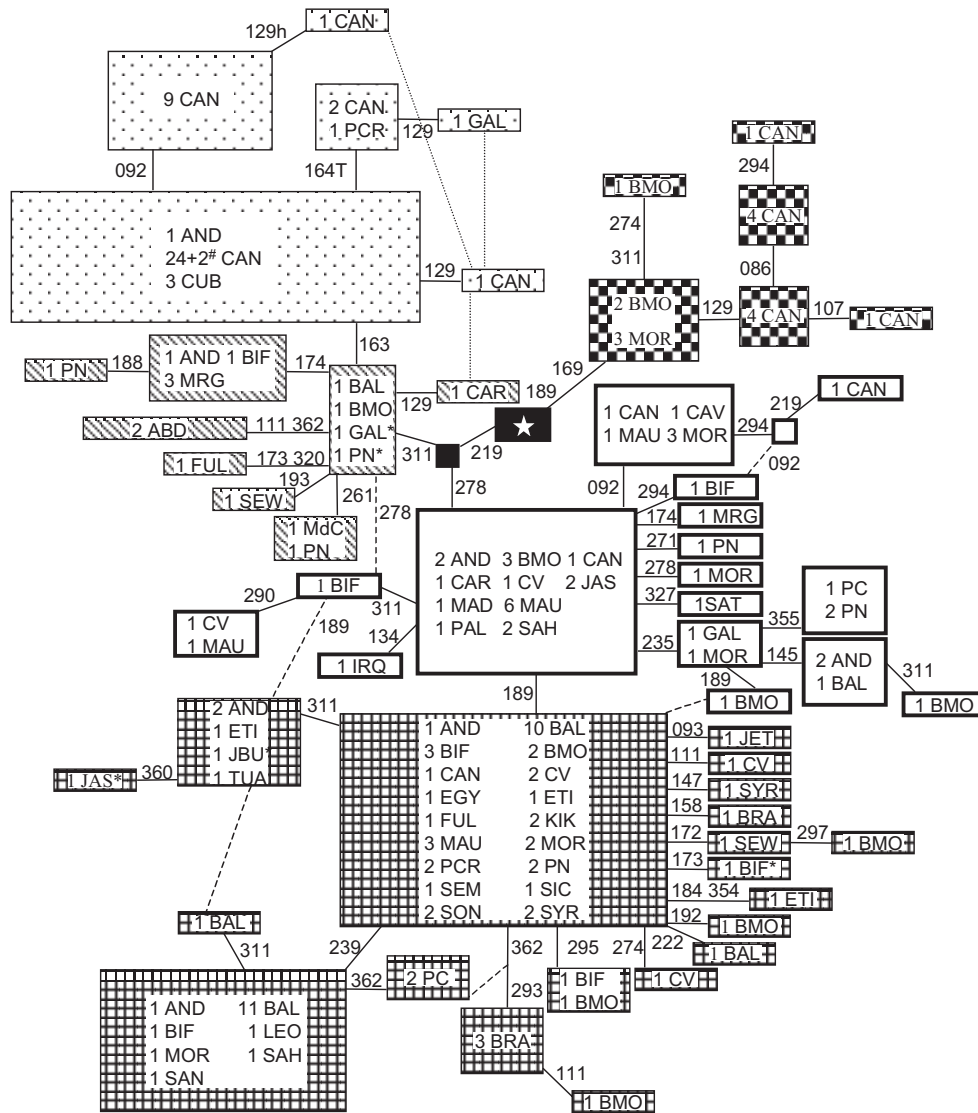 129h
1 CAN
9 CAN
2 CAN
1 PCR
129
1 GAL
1 CAN
294
092
164T
1 BMO
4 CAN
274
086
1 AND
24+2# CAN
3 CUB
311
129
1 CAN
2 BMO
3 MOR
129
4 CAN
107
1 CAN
163
169
1 PN
188
1 AND 1 BIF
3 MRG
174
1 BAL
1 BMO
1 GAL*
1 PN*
129
1 CAR
189
219
1 CAN
1 CAN 1 CAV
1 MAU 3 MOR
294
092
2 ABD
111 362
311
219
1 FUL
173 320
278
092
294
1 BIF
1 SEW
193
261
278
174
1 MRG
1 MdC
1 PN
271
1 PN
2 AND 3 BMO 1 CAN
1 CAR 1 CV 2 JAS
1 MAD 6 MAU
1 PAL 2 SAH
278
1 MOR
327
1SAT
1 PC
2 PN
290
1 BIF
311
1 CV
1 MAU
189
134
1 IRQ
235
1 GAL
1 MOR
355
145
2 AND
1 BAL
311
1 BMO
189
1 BMO
189
2 AND
1 ETI
1 JBU*
1 TUA
311
1 JAS*
360
1 AND 10 BAL
3 BIF 2 BMO
1 CAN 2 CV
1 EGY 1 ETI
1 FUL 2 KIK
3 MAU 2 MOR
2 PCR 2 PN
1 SEM 1 SIC
2 SON 2 SYR
093
1 JET
111
1 CV
147
1 SYR
158
1 BRA
172
1 SEW
297
1 BMO
173
1 BIF*
184 354
1 ETI
192
1 BMO
1 BAL
311
239
362
295
274
222
1 BAL
362
2 PC
293
1 BIF
1 BMO
1 CV
1 AND 11 BAL
1 BIF 1 LEO
1 MOR 1 SAH
1 SAN
3 BRA
111
1 BMO